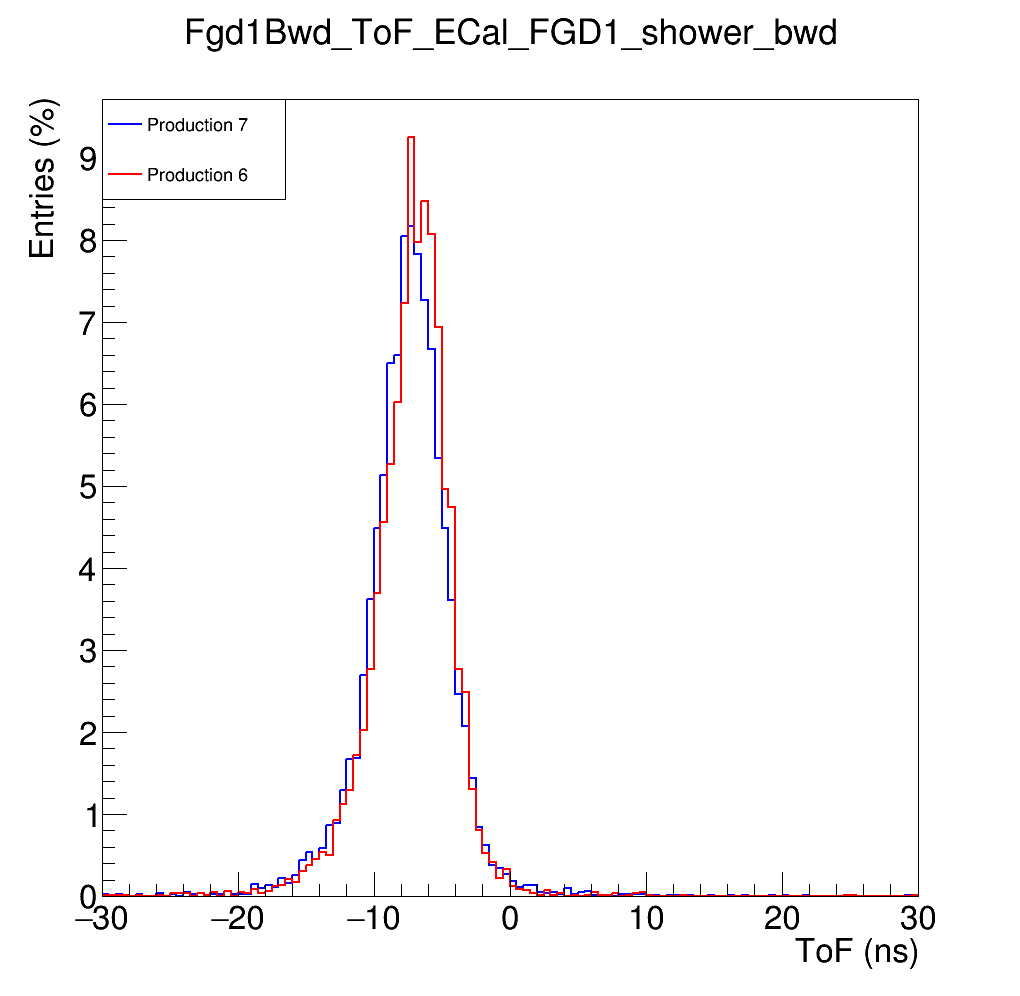 Fgd1Bwd_ToF_ECal_FGD1_shower_bwd
Entries (%)
Production 7
Production 6
9
8
7
6
5
4
3
2
1
0
−30 −20 −10 0 10 20 30
ToF (ns)